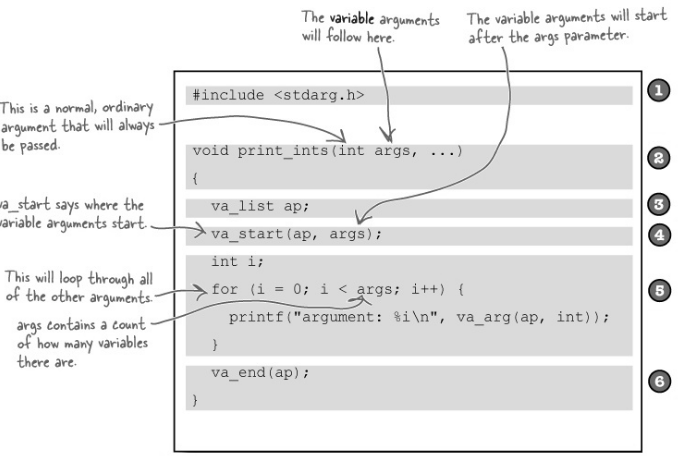 The variable arguments
will follow here.
The variable arguments will start
after the args parameter.
This is a normal, ordinary
argument that will always
be passed.
va_start says where the
variable arguments start.
This will loop through all
of the other arguments.
args contains a count
of how many variables
there are.
#include <stdarg.h>
1
void print_ints(int args, ...)
{
2
va_list ap;
3
va_start(ap, args);
4
int i;
for (i = 0; i < args; i++) {
printf("argument: %i\n", va_arg(ap, int));
}
5
va_end(ap);
}
6